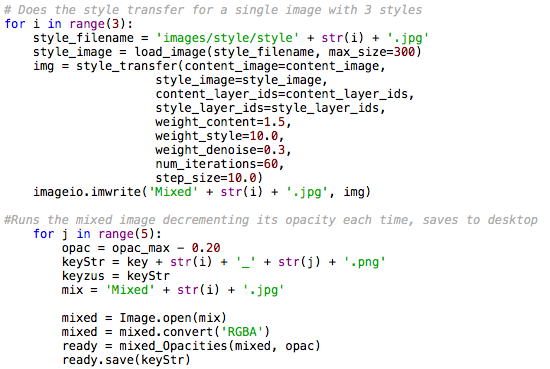 # Does the style transfer for a single image with 3 styles
for i in range(3):
    style_filename = 'images/style/style' + str(i) + '.jpg'
    style_image = load_image(style_filename, max_size=300)
    img = style_transfer(content_image=content_image,
                         style_image=style_image,
                         content_layer_ids=content_layer_ids,
                         style_layer_ids=style_layer_ids,
                         weight_content=1.5,
                         weight_style=10.0,
                         weight_denoise=0.3,
                         num_iterations=60,
                         step_size=10.0)
    imageio.imwrite('Mixed' + str(i) + '.jpg', img)

#Runs the mixed image decrementing its opacity each time, saves to desktop
    for j in range(5):
        opac = opac_max - 0.20
        keyStr = key + str(i) + '_' + str(j) + '.png'
        keyzus = keyStr
        mix = 'Mixed' + str(i) + '.jpg'

        mixed = Image.open(mix)
        mixed = mixed.convert('RGBA')
        ready = mixed_Opacities(mixed, opac)
        ready.save(keyStr)